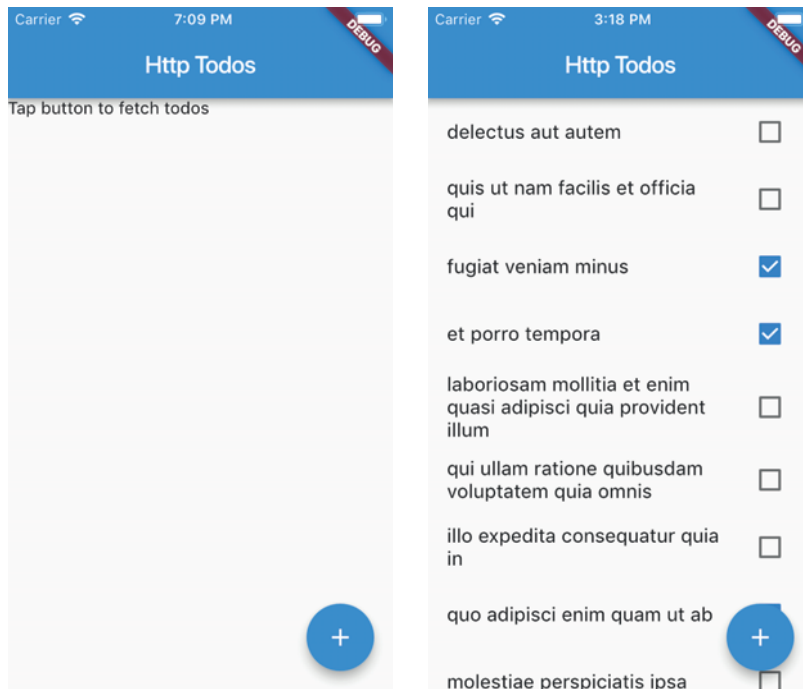 Carrier
7:09 PM
DEBUG
Http Todos
Tap button to fetch todos
Carrier
3:18 PM
DEBUG
Http Todos
delectus aut autem
quis ut nam facilis et officia
qui
fugiat veniam minus
et porro tempora
laboriosam mollitia et enim
quasi adipisci quia provident
illum
qui ullam ratione quibusdam
voluptatem quia omnis
illo expedita consequatur quia
in
quo adipisci enim quam ut ab
molestiae perspiciatis ipsa